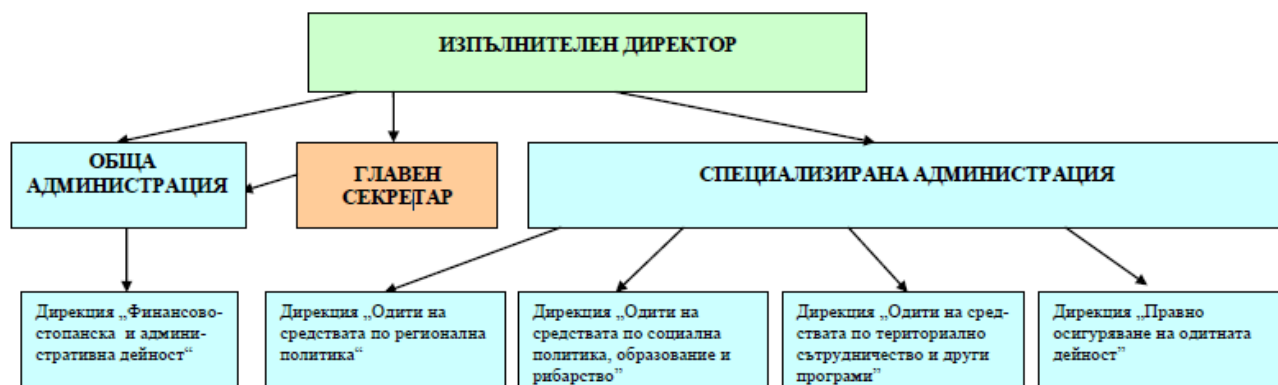 ИЗПЪЛНИТЕЛЕН ДИРЕКТОР
ОБЩА
АДМИНИСТРАЦИЯ
ГЛАВЕН
СЕКРЕТАР
СПЕЦИАЛИЗИРАНА АДМИНИСТРАЦИЯ
Дирекция „Финансово-
стопанска и админи-
стративна дейност“
Дирекция „Одити на
средствата по регионална
политика“
Дирекция „Одити на
средствата по социална
политика, образование и
рибарство”
Дирекция „Одити на сред-
ствата по териториално
сътрудничество и други
програми”
Дирекция „Правно
осигуряване на одитната
дейност”